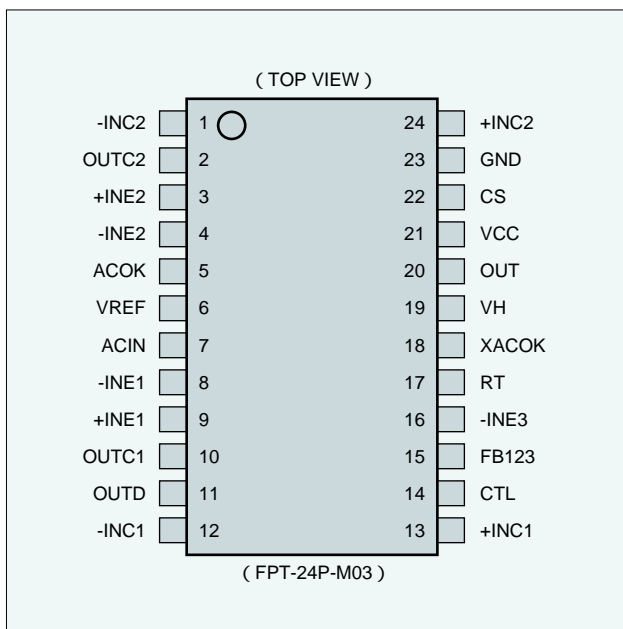 ( TOP VIEW )
-INC2 1 24 +INC2
OUTC2 2 23 GND
+INE2 3 22 CS
-INE2 4 21 VCC
ACOK 5 20 OUT
VREF 6 19 VH
ACIN 7 18 XACOK
-INE1 8 17 RT
+INE1 9 16 -INE3
OUTC1 10 15 FB123
OUTD 11 14 CTL
-INC1 12 13 +INC1
( FPT-24P-M03 )